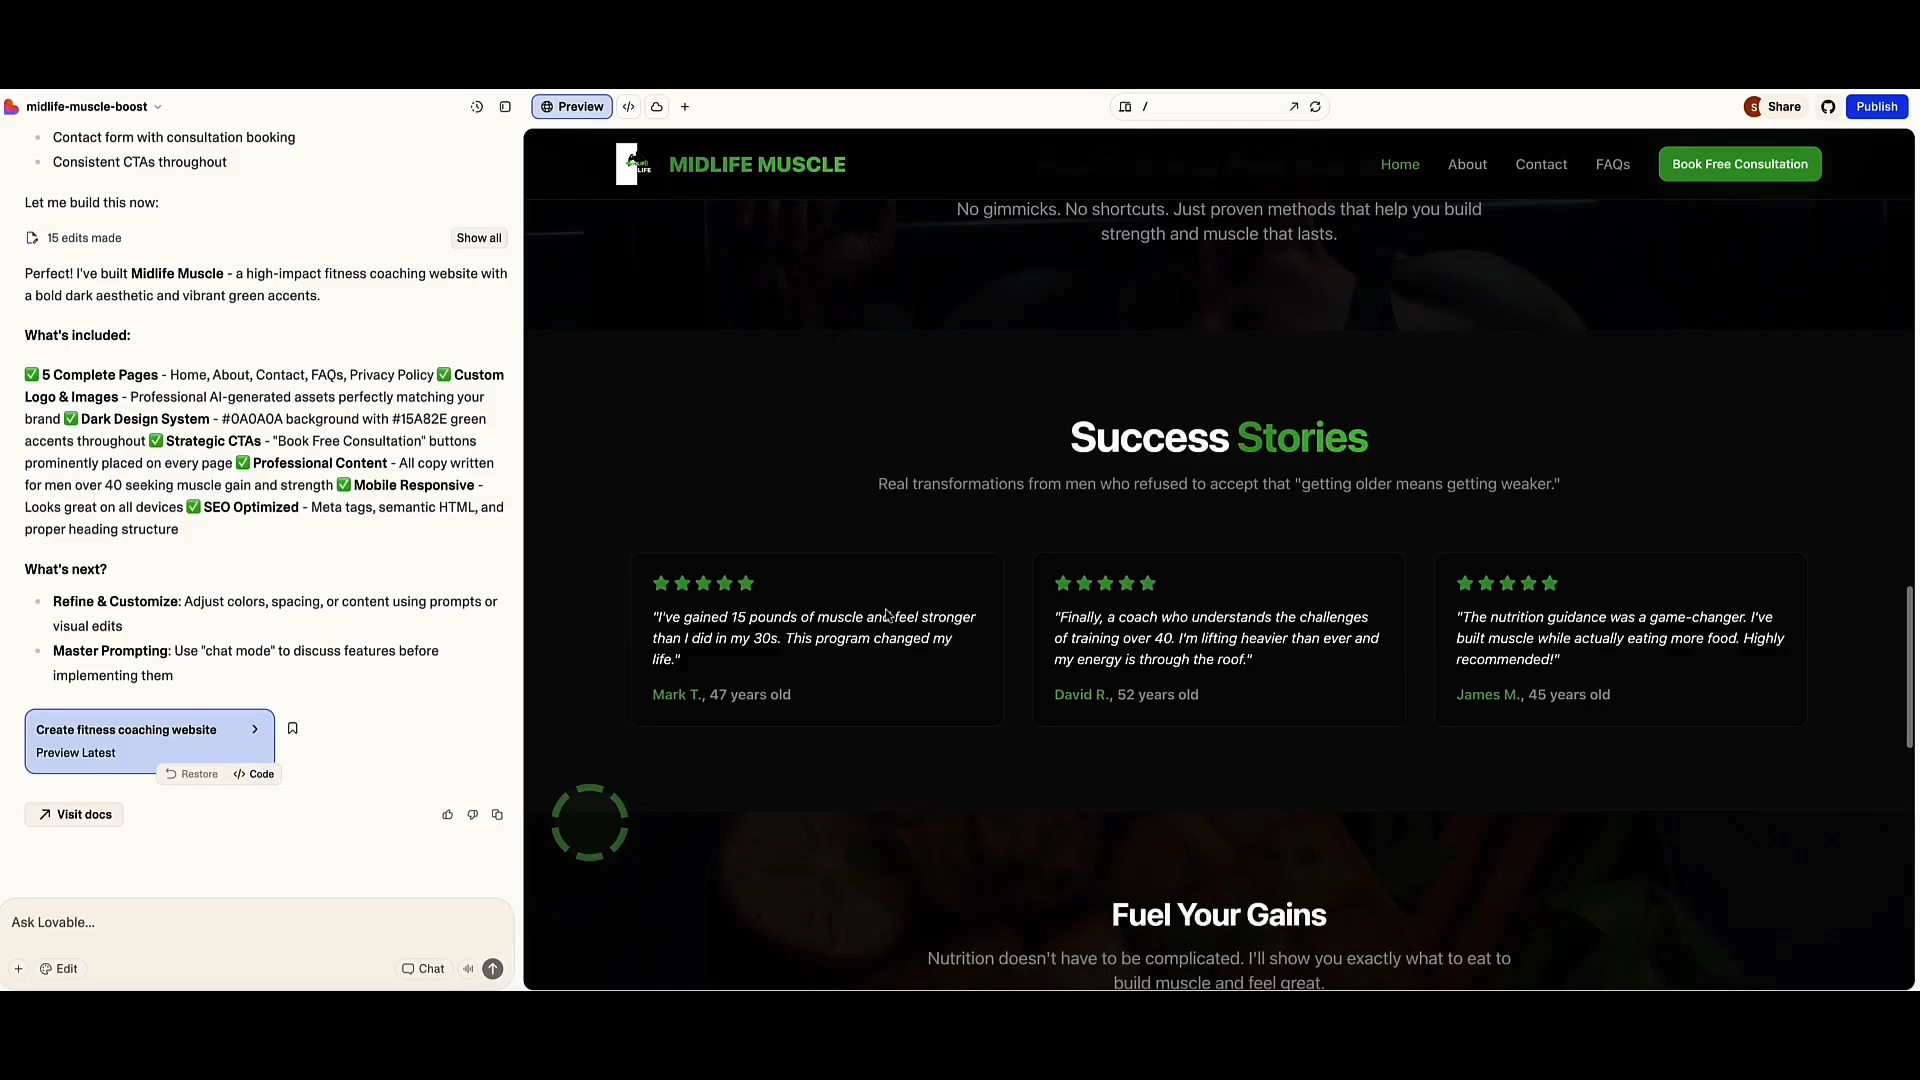 midlife-muscle-boost
Preview
/
S
Share
Publish
Contact form with consultation booking
Consistent CTAs throughout
Let me build this now:
15 edits made
Show all
Perfect! I've built Midlife Muscle - a high-impact fitness coaching website with
a bold dark aesthetic and vibrant green accents.
What's included:
✅ 5 Complete Pages - Home, About, Contact, FAQs, Privacy Policy ✅ Custom
Logo & Images - Professional AI-generated assets perfectly matching your
brand ✅ Dark Design System - #0A0A0A background with #15A82E green
accents throughout ✅ Strategic CTAs - "Book Free Consultation" buttons
prominently placed on every page ✅ Professional Content - All copy written
for men over 40 seeking muscle gain and strength ✅ Mobile Responsive -
Looks great on all devices ✅ SEO Optimized - Meta tags, semantic HTML, and
proper heading structure
What's next?
Refine & Customize: Adjust colors, spacing, or content using prompts or
visual edits
Master Prompting: Use "chat mode" to discuss features before
implementing them
Create fitness coaching website
Preview Latest
Restore
Code
Visit docs
Ask Lovable...
Edit
Chat
LIFE
MIDLIFE MUSCLE
Home
About
Contact
FAQs
Book Free Consultation
No gimmicks. No shortcuts. Just proven methods that help you build
strength and muscle that lasts.
Success Stories
Real transformations from men who refused to accept that "getting older means getting weaker."
"I've gained 15 pounds of muscle and feel stronger
than I did in my 30s. This program changed my
life."
Mark T., 47 years old
"Finally, a coach who understands the challenges
of training over 40. I'm lifting heavier than ever and
my energy is through the roof."
David R., 52 years old
"The nutrition guidance was a game-changer. I've
built muscle while actually eating more food. Highly
recommended!"
James M., 45 years old
Fuel Your Gains
Nutrition doesn't have to be complicated. I'll show you exactly what to eat to
build muscle and feel great.